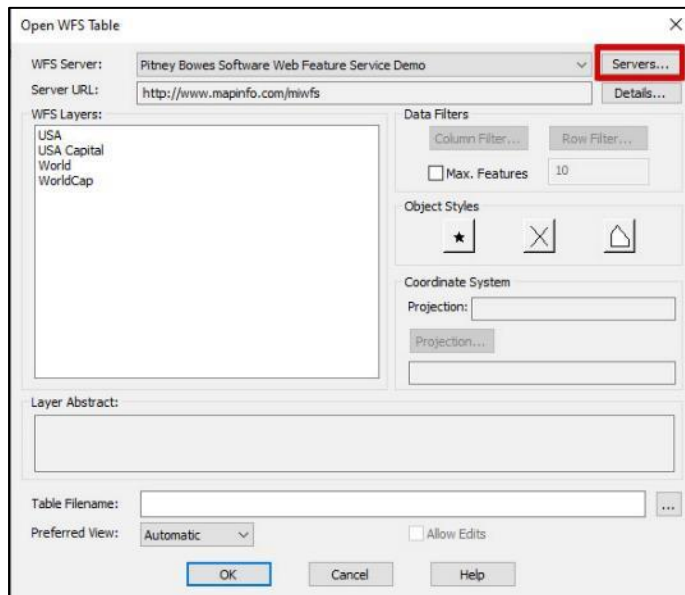 Open WFS Table
WFS Server: Pitney Bowes Software Web Feature Service Demo Servers...
Server URL: http://www.mapinfo.com/miwfs Details...
WFS Layers:
USA
USA Capital
World
WorldCap
Data Filters
Column Filter... Row Filter...
Max. Features 10
Object Styles
Coordinate System
Projection:
Projection...
Layer Abstract:
Table Filename: ...
Preferred View: Automatic Allow Edits
OK Cancel Help